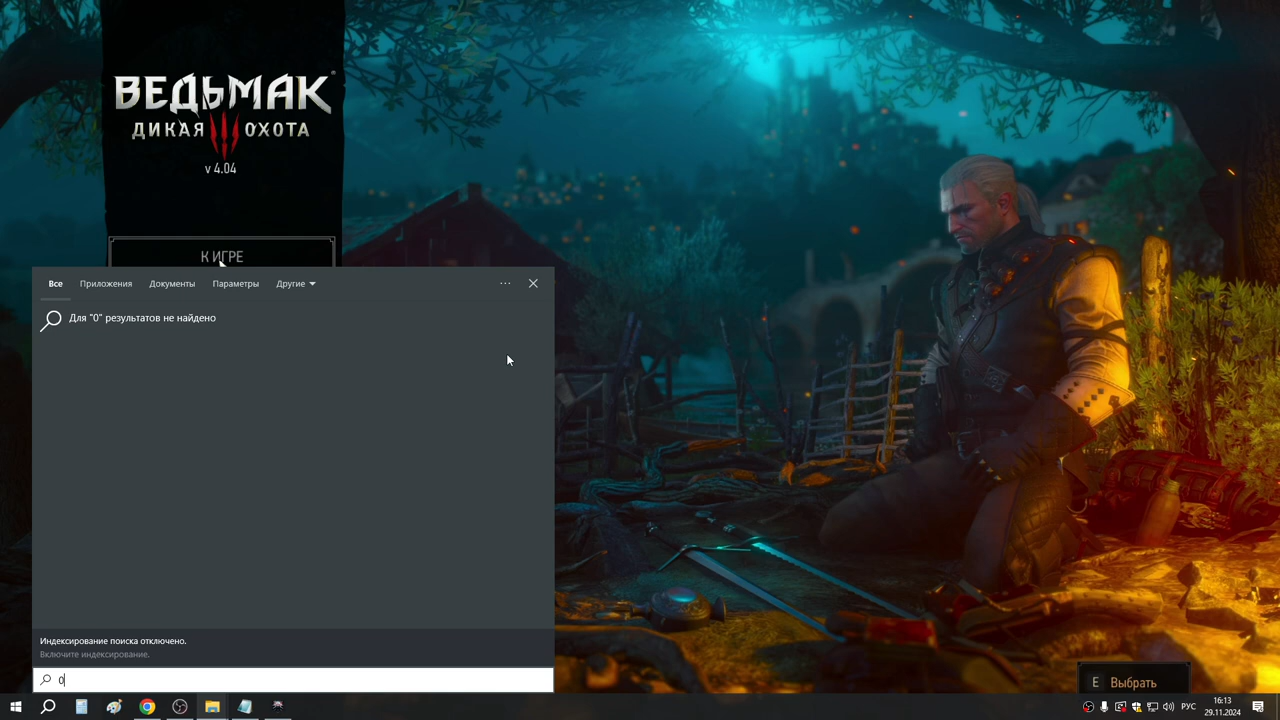 ВЕДЬМАК
ДИКАЯ III ОХОТА
v 4.04
К ИГРЕ
Все Приложения Документы Параметры Другие
Для "0" результатов не найдено
Индексирование поиска отключено.
Включите индексирование.
0
E Выбрать
РУС
16:13
29.11.2024